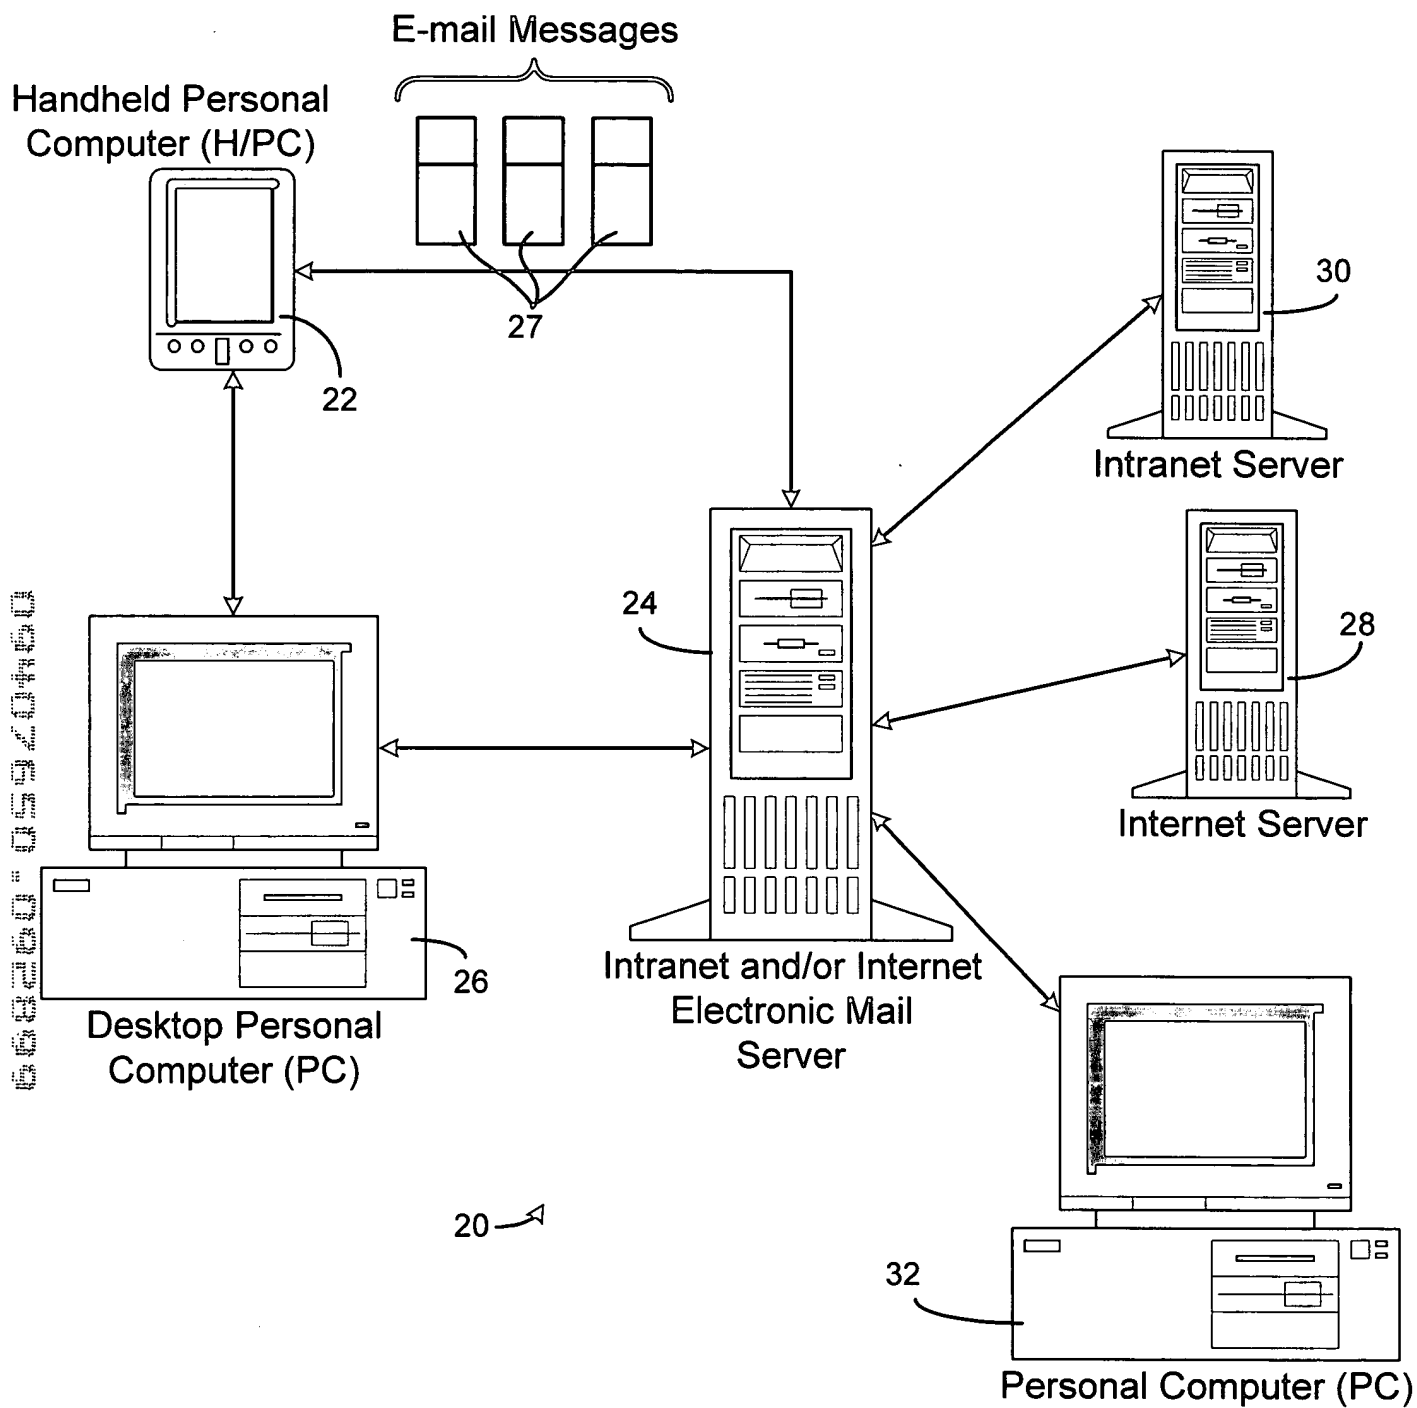 E-mail Messages
Handheld Personal
Computer (H/PC)
27
22
30
Intranet Server
24
28
Internet Server
26
Desktop Personal
Computer (PC)
Intranet and/or Internet
Electronic Mail
Server
20
32
Personal Computer (PC)